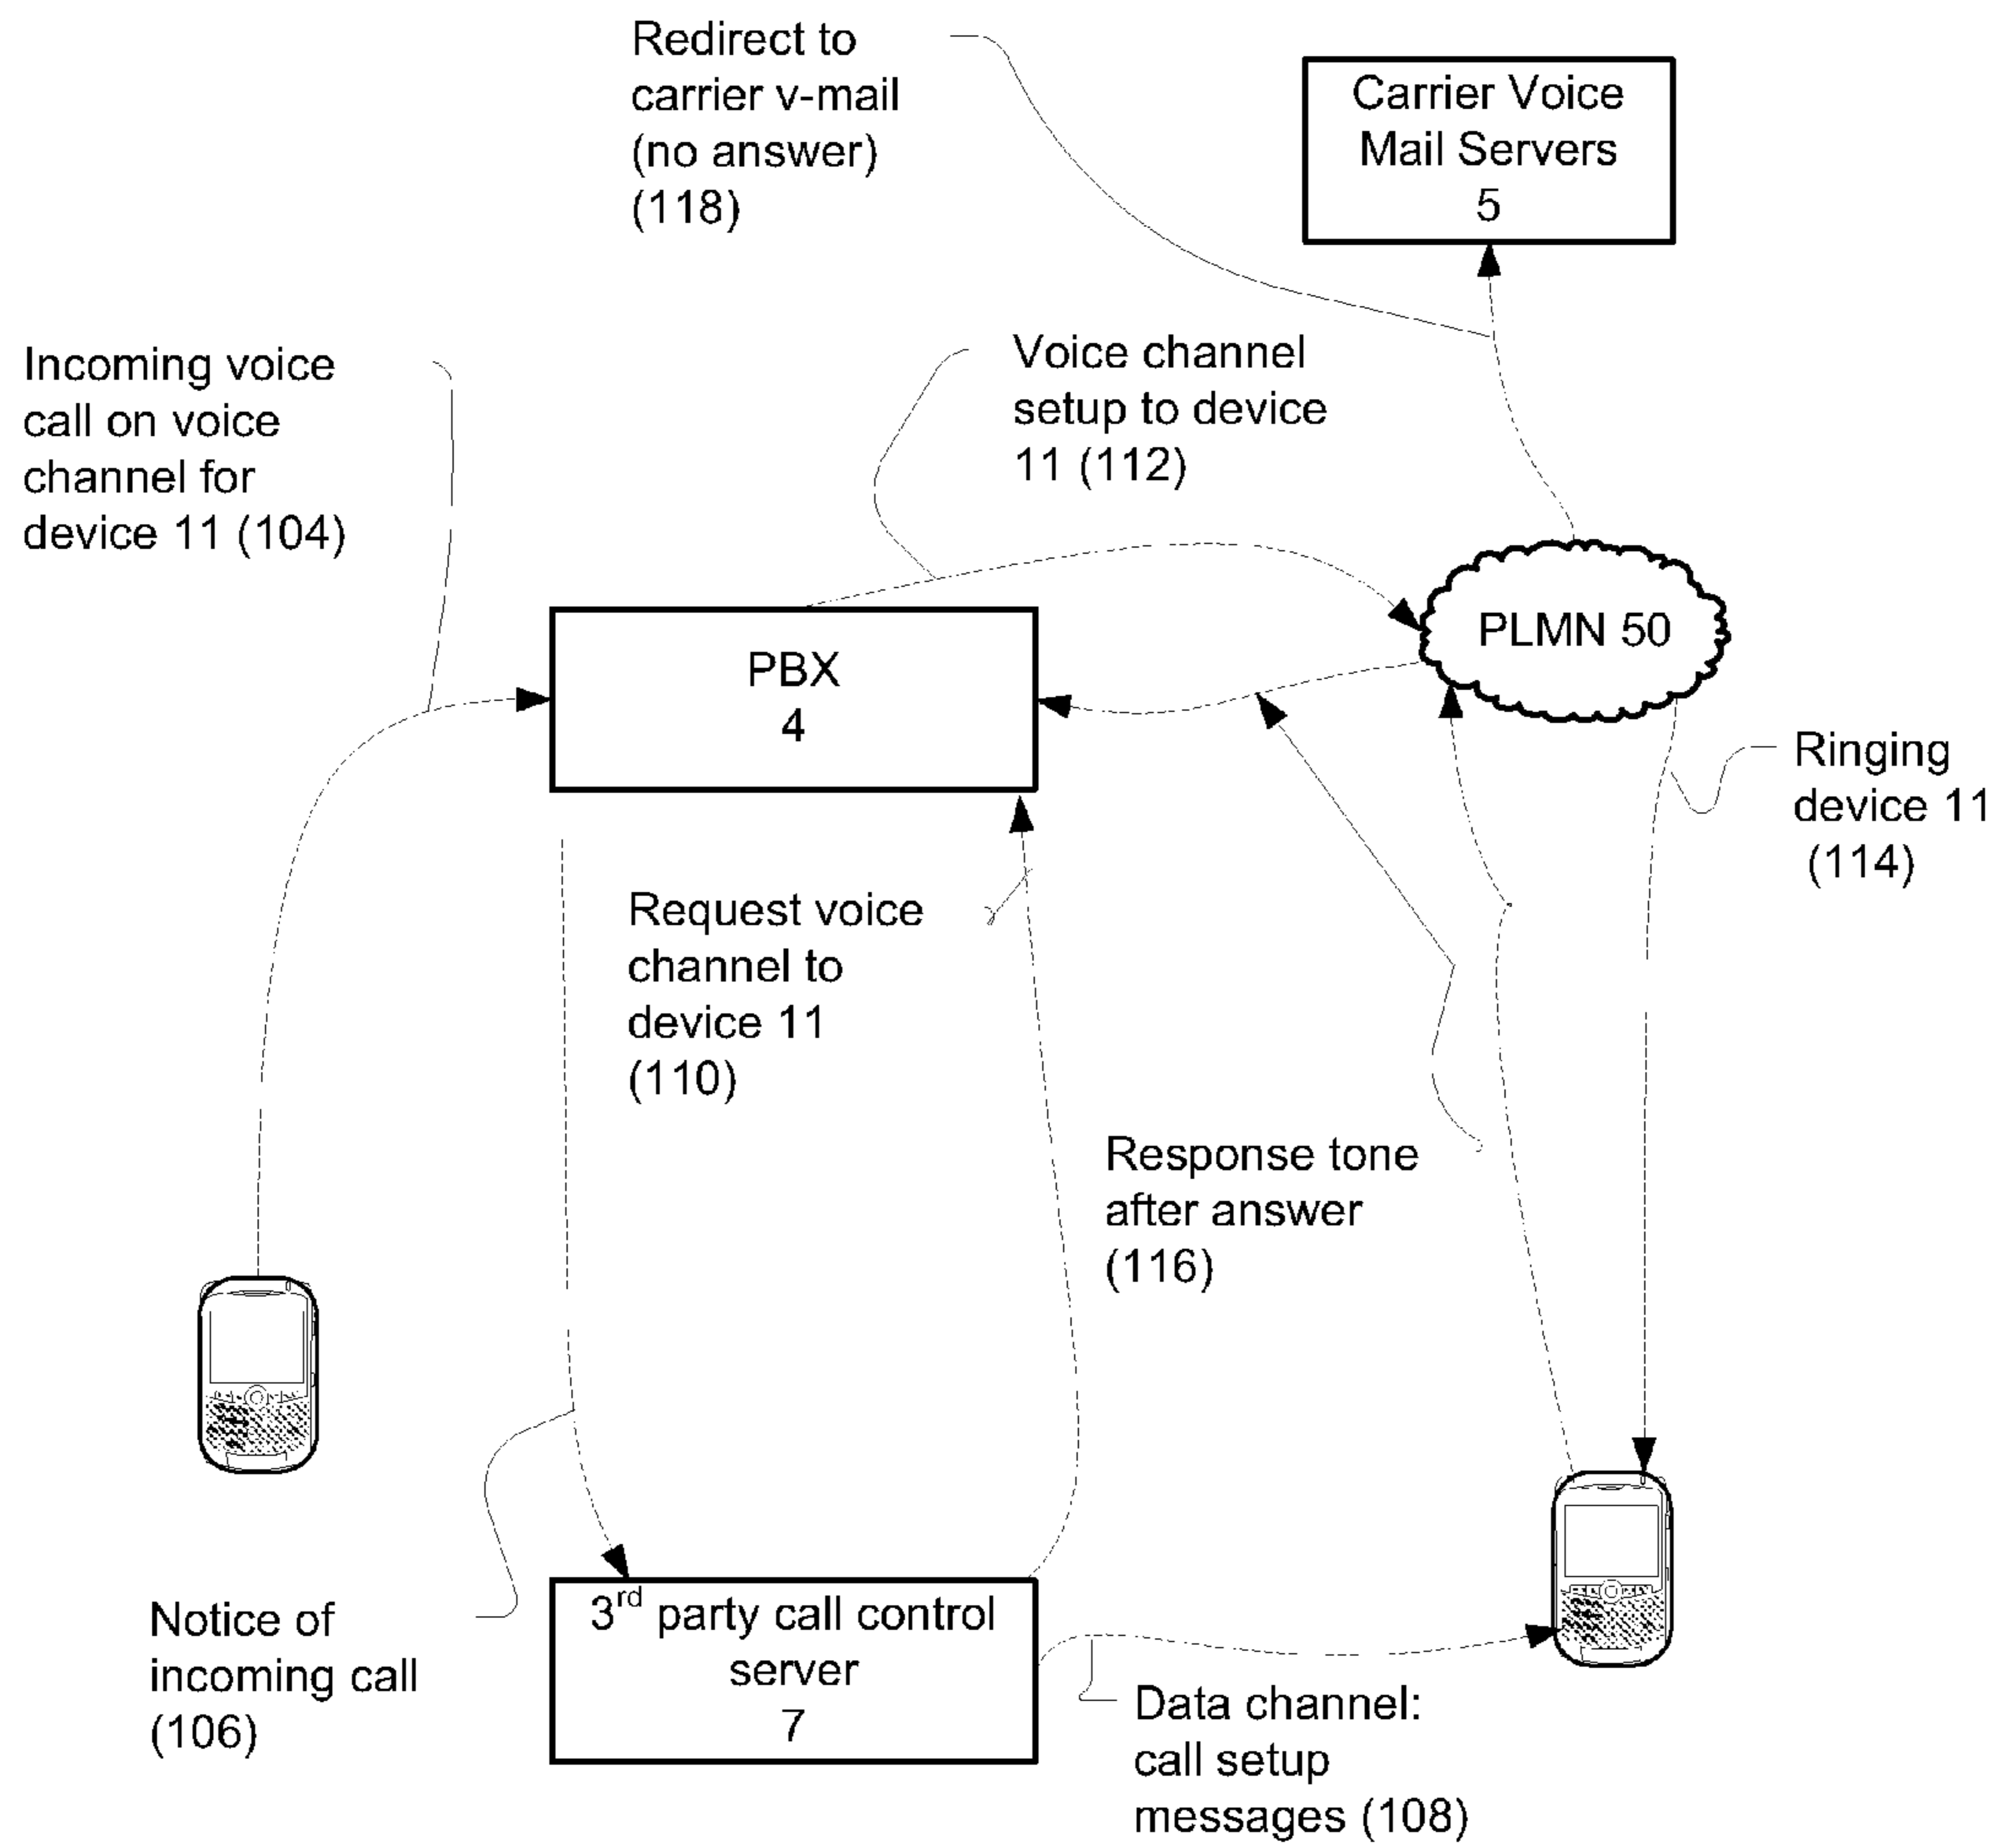 Redirect to
carrier v-mail
(no answer)
(118)
Carrier Voice
Mail Servers
5
Incoming voice
call on voice
channel for
device 11 (104)
Voice channel
setup to device
11 (112)
PLMN 50
PBX
4
Ringing
device 11
(114)
Request voice
channel to
device 11
(110)
Response tone
after answer
(116)
Notice of
incoming call
(106)
3rd party call control
server
7
Data channel:
call setup
messages (108)